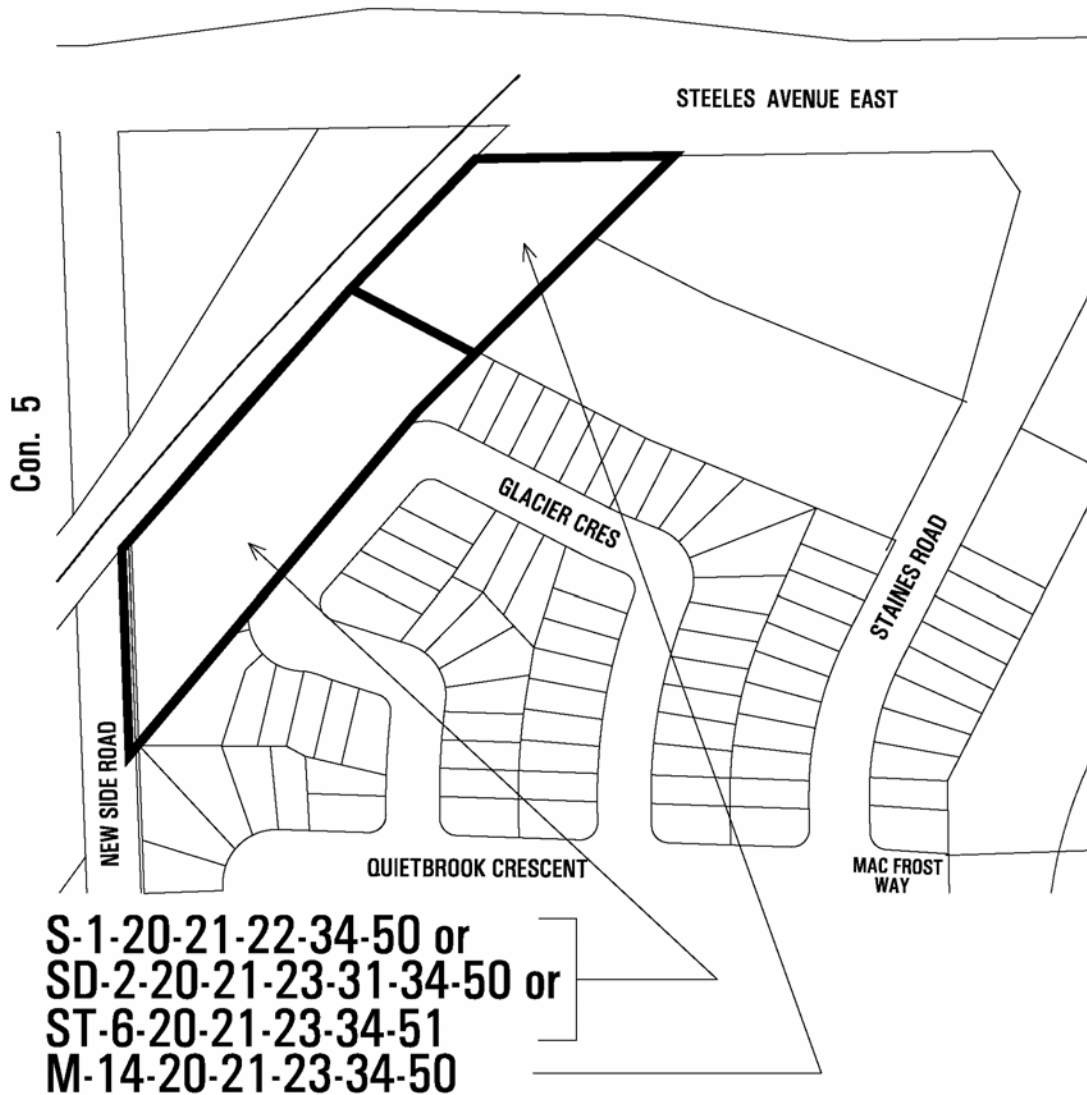 STEELES AVENUE EAST
Con. 5
GLACIER CRES
STAINES ROAD
NEW SIDE ROAD
QUIETBROOK CRESCENT
MAC FROST
WAY
S-1-20-21-22-34-50 or
SD-2-20-21-23-31-34-50 or
ST-6-20-21-23-34-51
M-14-20-21-23-34-50